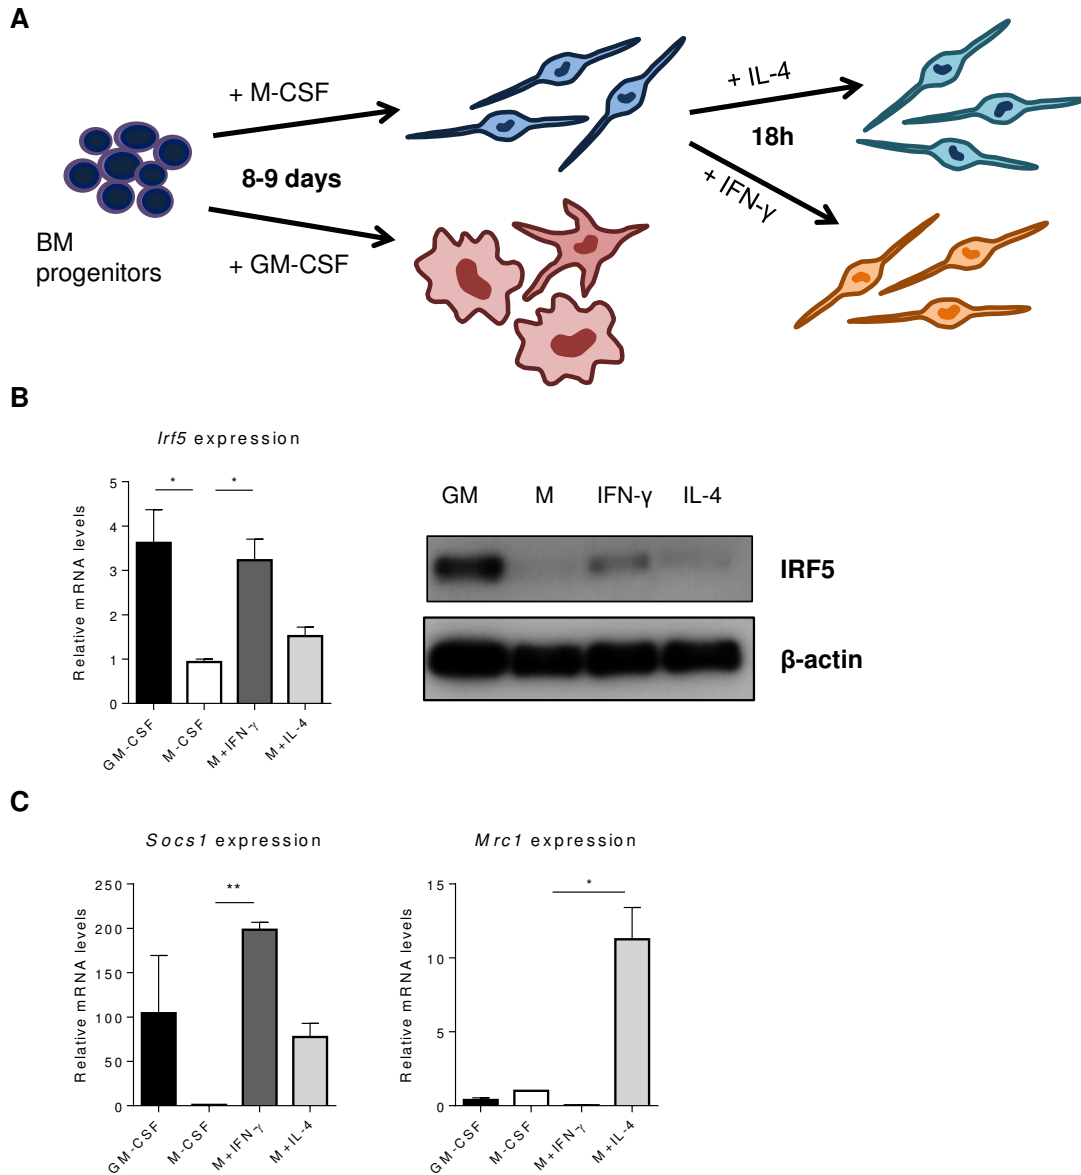 A
+ M-CSF
+ IL-4
18h
+ IFN-γ
8-9 days
BM
progenitors
+ GM-CSF
B
Irf5 expression
Relative mRNA levels
5
4
3
2
1
0
* *
GM-CSF
M-CSF
M+IFN-γ
M+IL-4
GM M IFN-γ IL-4
IRF5
β-actin
C
Socs1 expression
Relative mRNA levels
250
200
150
100
50
0
**
GM-CSF
M-CSF
M+IFN-γ
M+IL-4
Mrc1 expression
Relative mRNA levels
15
10
5
0
*
GM-CSF
M-CSF
M+IFN-γ
M+IL-4